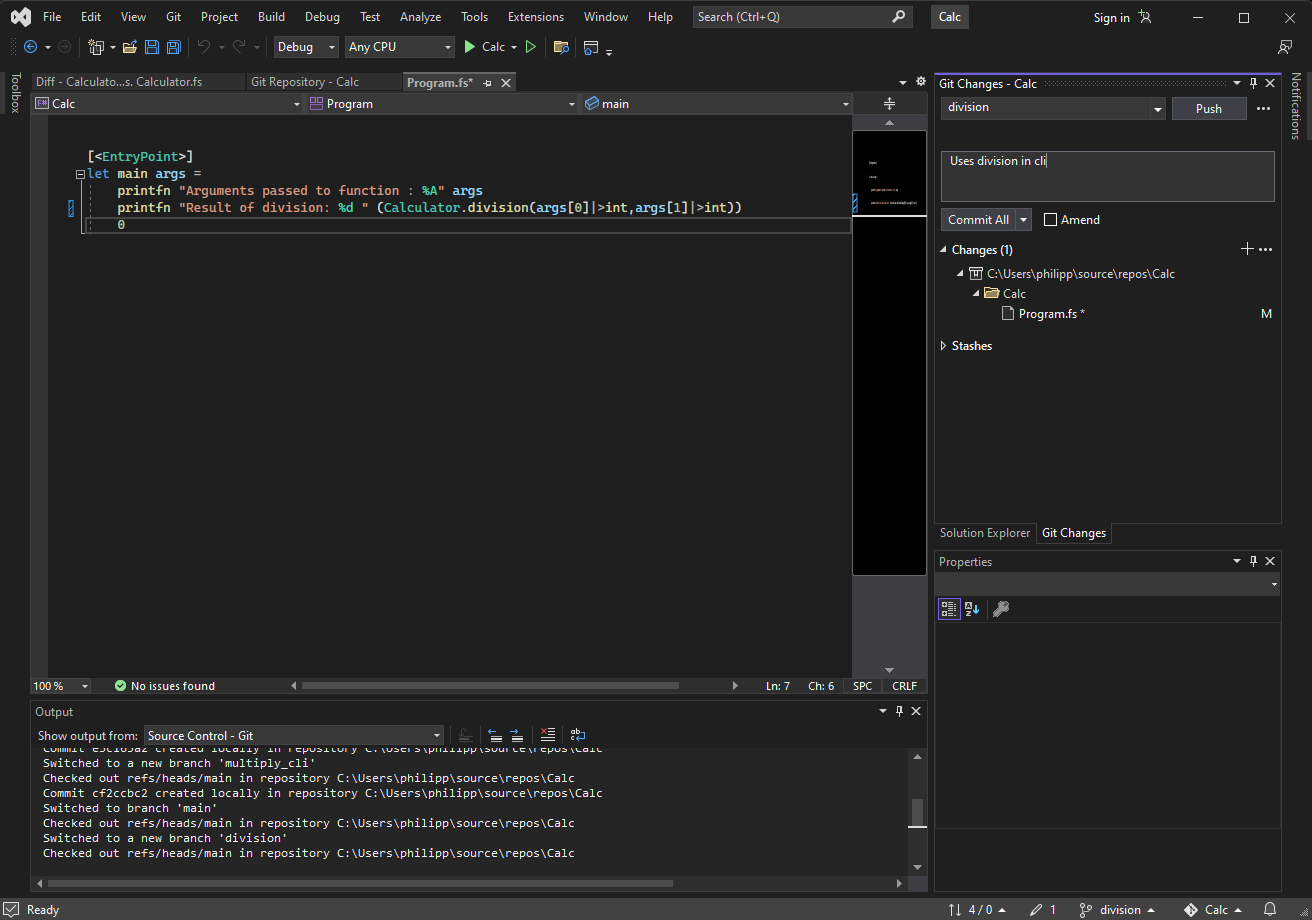 File Edit View Git Project Build Debug Test Analyze Tools Extensions Window Help Search (Ctrl+Q) Calc Sign in
Debug Any CPU Calc
Toolbox
Diff - Calculato...s. Calculator.fs Git Repository - Calc Program.fs*
F# Calc Program main
[<EntryPoint>]
let main args =
printfn "Arguments passed to function : %A" args
printfn "Result of division: %d " (Calculator.division(args[0]|>int,args[1]|>int))
0
100 % No issues found Ln: 7 Ch: 6 SPC CRLF
Output
Show output from: Source Control - Git
created locally in repository C:\Users\philipp\source\repos\Calc
Switched to a new branch 'multiply_cli'
Checked out refs/heads/main in repository C:\Users\philipp\source\repos\Calc
Commit cf2ccbc2 created locally in repository C:\Users\philipp\source\repos\Calc
Switched to branch 'main'
Checked out refs/heads/main in repository C:\Users\philipp\source\repos\Calc
Switched to a new branch 'division'
Checked out refs/heads/main in repository C:\Users\philipp\source\repos\Calc
Git Changes - Calc
division Push
Uses division in cli
Commit All Amend
Changes (1)
C:\Users\philipp\source\repos\Calc
Calc
Program.fs * M
Stashes
Solution Explorer Git Changes
Properties
Notifications
Ready 4 / 0 1 division Calc